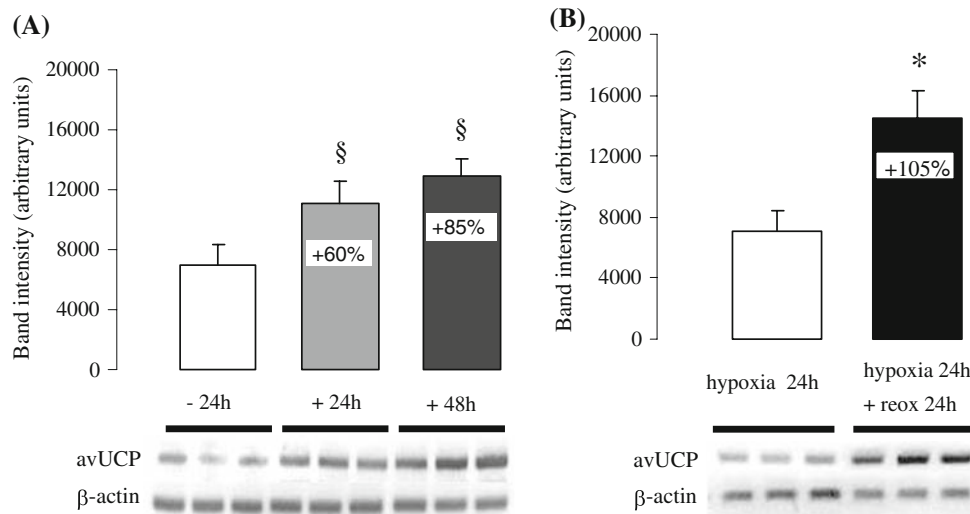 (A)
Band intensity (arbitrary units)
20000
16000
12000
8000
4000
0
§
§
+60%
+85%
- 24h
+ 24h
+ 48h
avUCP
β-actin
(B)
Band intensity (arbitrary units)
20000
16000
12000
8000
4000
0
*
+105%
hypoxia 24h
hypoxia 24h
+ reox 24h
avUCP
β-actin